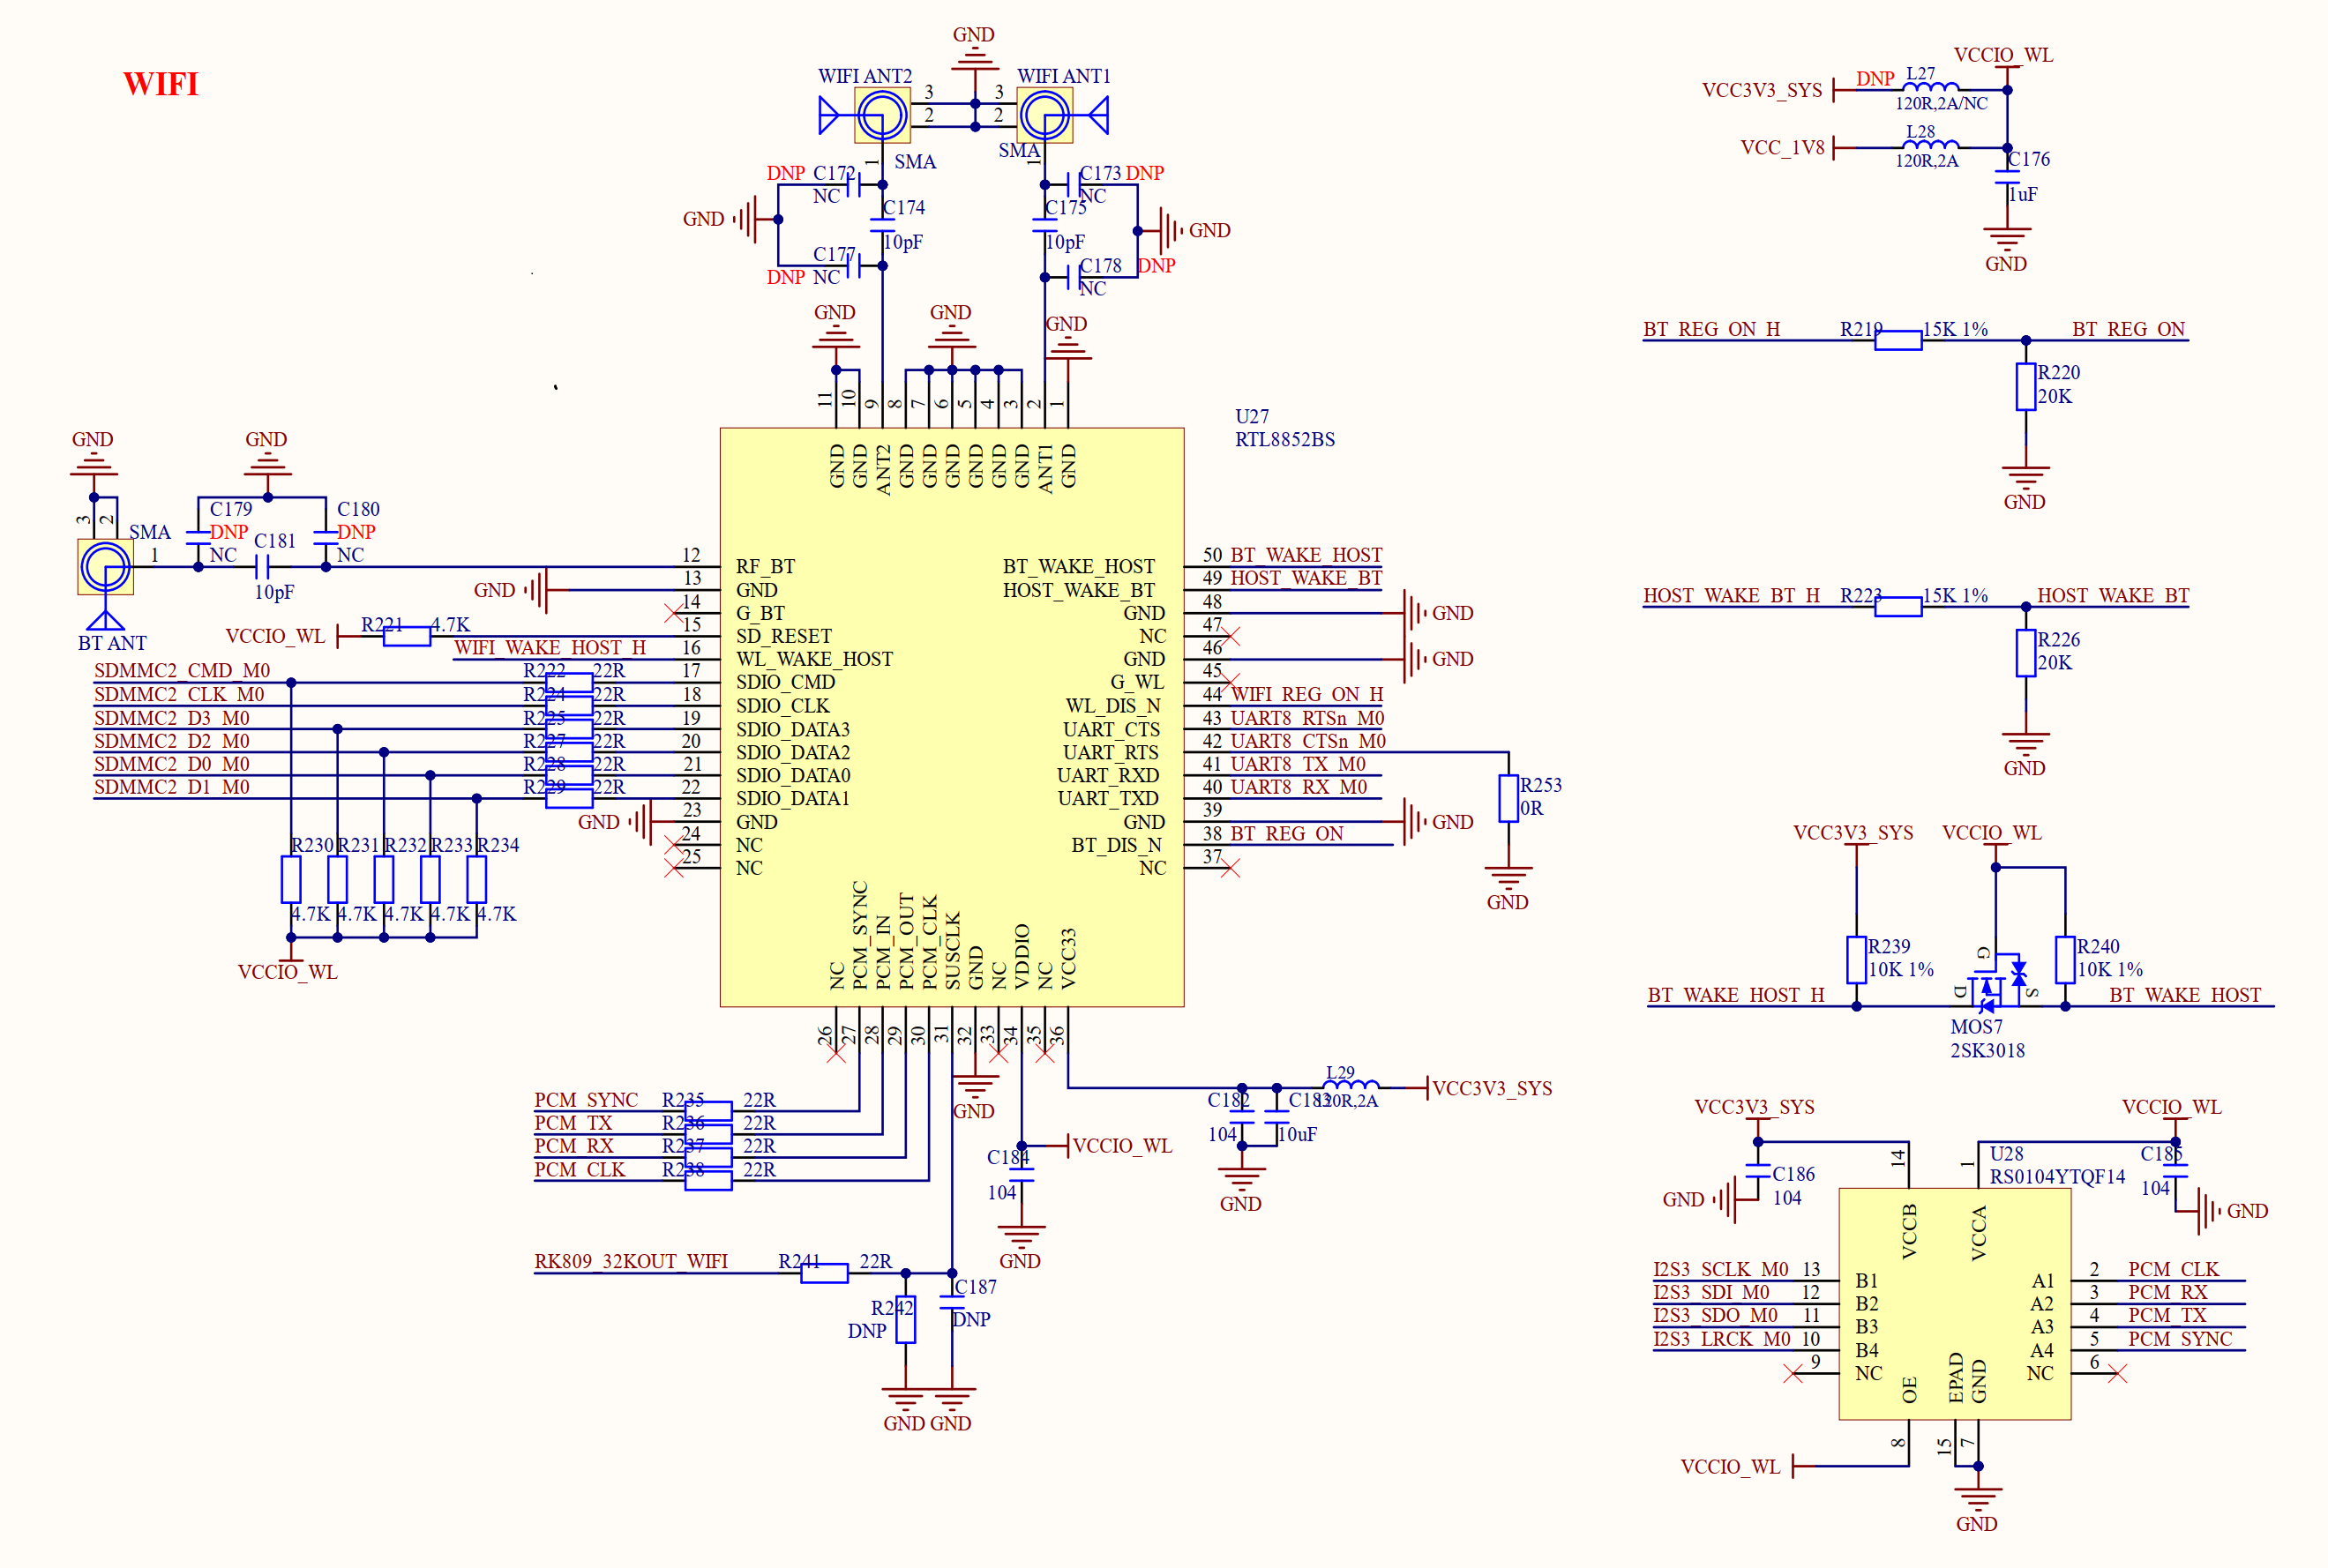 WIFI
GND
WIFI ANT2
WIFI ANT1
3
3
2
2
1
SMA
SMA
1
DNP
C172
NC
C173
DNP
NC
C174
10pF
C175
10pF
GND
GND
C177
DNP
NC
C178
DNP
NC
GND
GND
GND
11
10
9
8
7
6
5
4
3
2
1
U27
RTL8852BS
GND
GND
ANT2
GND
GND
GND
GND
GND
GND
ANT1
GND
GND
GND
3
2
SMA
1
BT ANT
C179
DNP
NC
C181
10pF
C180
DNP
NC
GND
VCCIO_WL
R221
4.7K
WIFI_WAKE_HOST_H
SDMMC2_CMD_M0
R222
22R
SDMMC2_CLK_M0
R224
22R
SDMMC2_D3_M0
R225
22R
SDMMC2_D2_M0
R227
22R
SDMMC2_D0_M0
R228
22R
SDMMC2_D1_M0
R229
22R
GND
R230
R231
R232
R233
R234
4.7K
4.7K
4.7K
4.7K
4.7K
VCCIO_WL
12
RF_BT
13
GND
14
G_BT
15
SD_RESET
16
WL_WAKE_HOST
17
SDIO_CMD
18
SDIO_CLK
19
SDIO_DATA3
20
SDIO_DATA2
21
SDIO_DATA0
22
SDIO_DATA1
23
GND
24
NC
25
NC
BT_WAKE_HOST
50
BT_WAKE_HOST
HOST_WAKE_BT
49
HOST_WAKE_BT
GND
48
GND
NC
47
GND
46
GND
G_WL
45
WL_DIS_N
44
WIFI_REG_ON_H
UART_CTS
43
UART8_RTSn_M0
UART_RTS
42
UART8_CTSn_M0
UART_RXD
41
UART8_TX_M0
UART_TXD
40
UART8_RX_M0
GND
39
GND
BT_DIS_N
38
BT_REG_ON
NC
37
R253
0R
GND
NC
PCM_SYNC
PCM_IN
PCM_OUT
PCM_CLK
SUSCLK
GND
NC
VDDIO
NC
VCC33
26
27
28
29
30
31
32
33
34
35
36
PCM_SYNC
R235
22R
PCM_TX
R236
22R
PCM_RX
R237
22R
PCM_CLK
R238
22R
GND
VCCIO_WL
C184
104
GND
C182
104
C183
10uF
L29
120R,2A
VCC3V3_SYS
GND
RK809_32KOUT_WIFI
R241
22R
R242
DNP
C187
DNP
GND
GND
VCCIO_WL
VCC3V3_SYS
DNP
L27
120R,2A/NC
VCC_1V8
L28
120R,2A
C176
1uF
GND
BT_REG_ON_H
R219
15K 1%
BT_REG_ON
R220
20K
GND
HOST_WAKE_BT_H
R223
15K 1%
HOST_WAKE_BT
R226
20K
GND
VCC3V3_SYS
VCCIO_WL
R239
10K 1%
G
D
S
R240
10K 1%
BT_WAKE_HOST_H
BT_WAKE_HOST
MOS7
2SK3018
VCC3V3_SYS
VCCIO_WL
14
1
U28
RS0104YTQF14
C186
104
GND
C185
104
GND
VCCB
VCCA
I2S3_SCLK_M0
13
B1
A1
2
PCM_CLK
I2S3_SDI_M0
12
B2
A2
3
PCM_RX
I2S3_SDO_M0
11
B3
A3
4
PCM_TX
I2S3_LRCK_M0
10
B4
A4
5
PCM_SYNC
9
NC
NC
6
OE
EPAD
GND
8
15
7
VCCIO_WL
GND